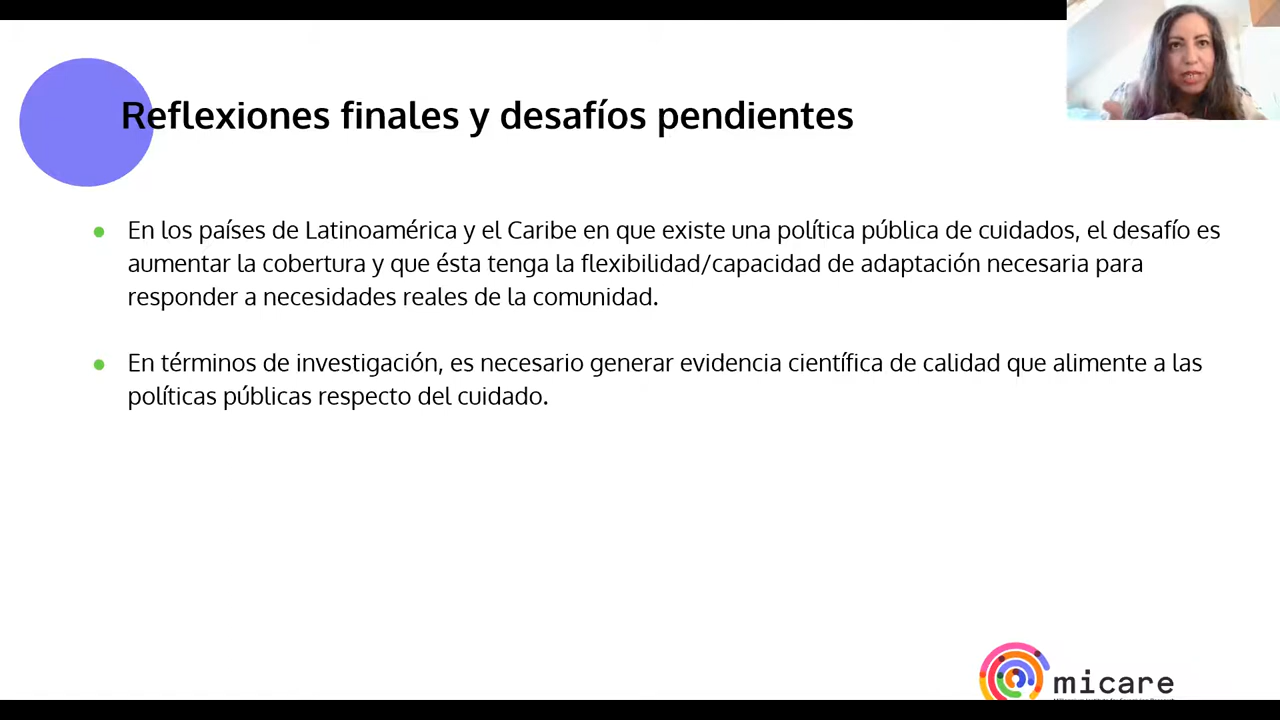 Reflexiones finales y desafíos pendientes
● En los países de Latinoamérica y el Caribe en que existe una política pública de cuidados, el desafío es
aumentar la cobertura y que ésta tenga la flexibilidad/capacidad de adaptación necesaria para
responder a necesidades reales de la comunidad.
● En términos de investigación, es necesario generar evidencia científica de calidad que alimente a las
políticas públicas respecto del cuidado.
micare